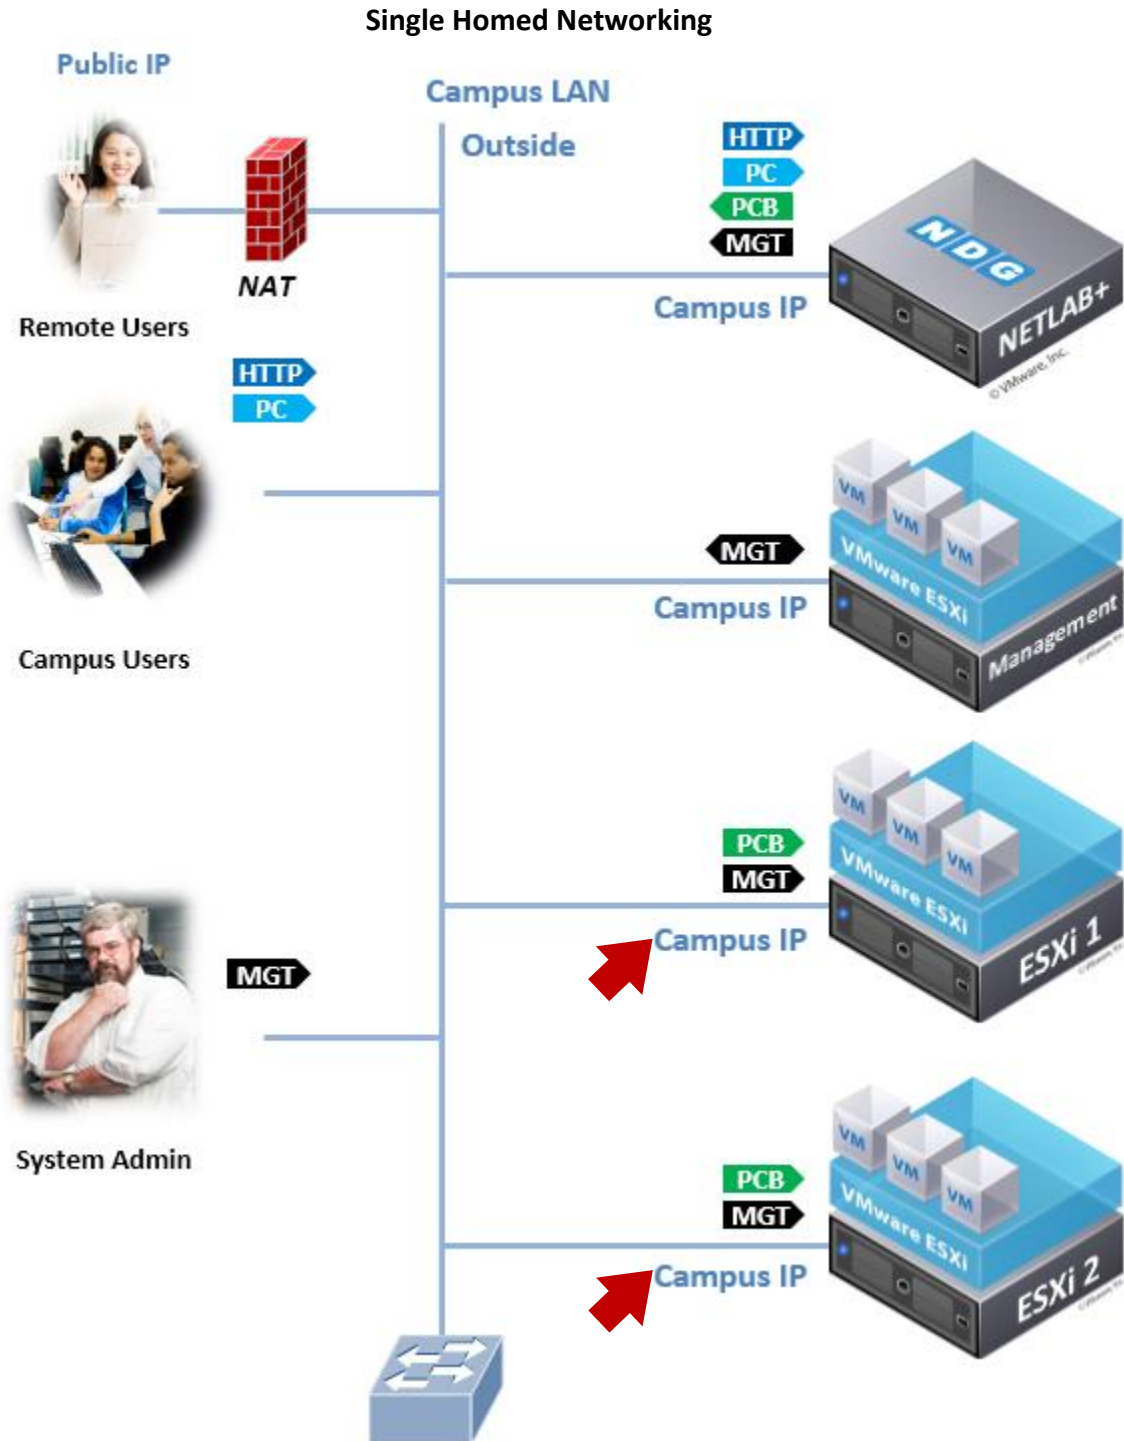 Single Homed Networking
Public IP
Campus LAN
Outside
HTTP
PC
PCB
MGT
NDG
NETLAB+
© VMware, Inc.
NAT
Campus IP
Remote Users
HTTP
PC
VM
VM
VM
VMware ESXi
Management
MGT
Campus IP
Campus Users
VM
VM
VM
VMware ESXi
ESXi 1
PCB
MGT
Campus IP
MGT
System Admin
VM
VM
VM
VMware ESXi
ESXi 2
PCB
MGT
Campus IP